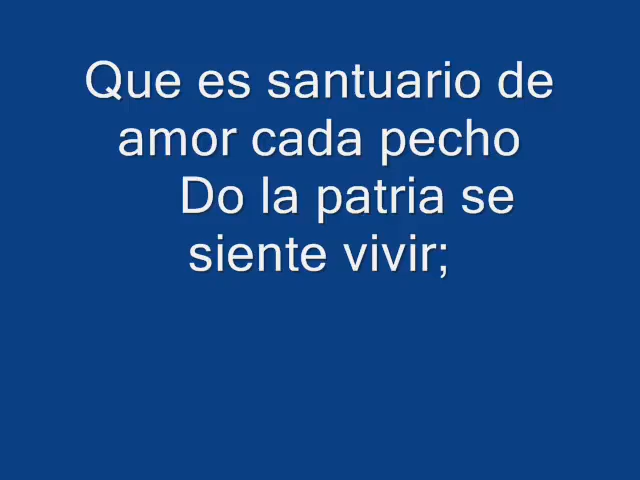 Que es santuario de
amor cada pecho
Do la patria se
siente vivir;